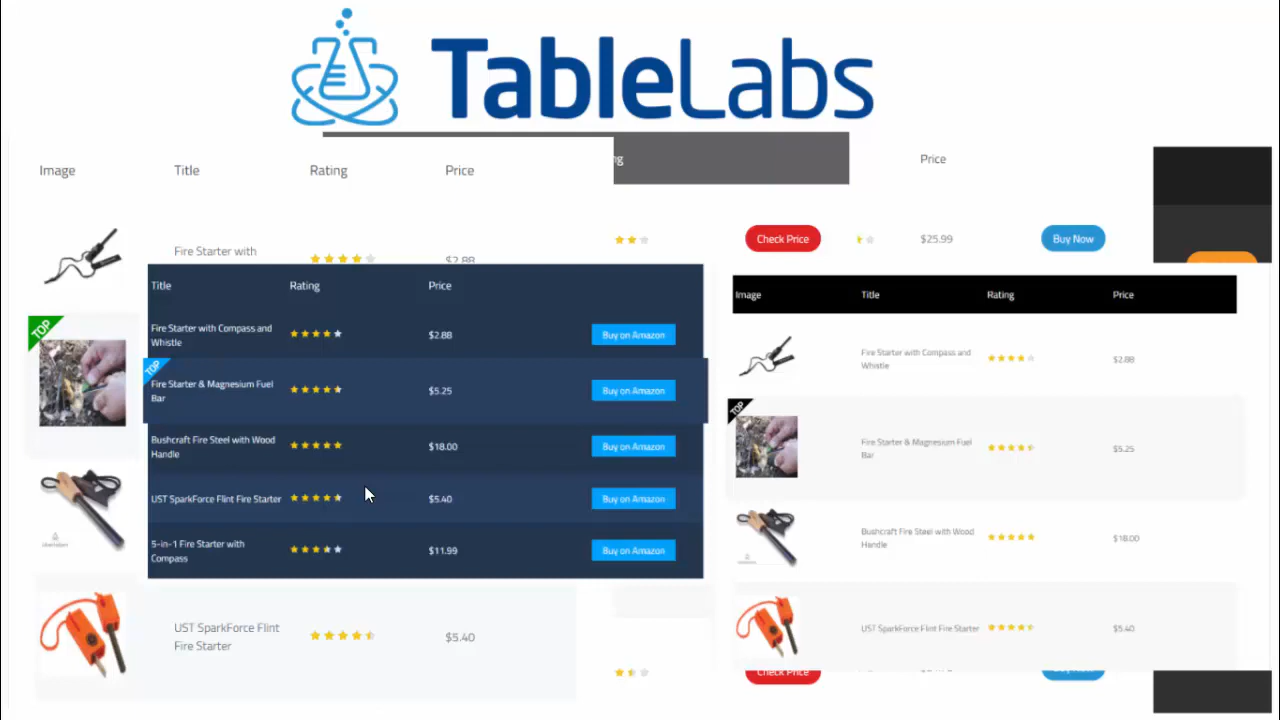 TableLabs
Image Title Rating Price
ng
Price
Fire Starter with
$2.88
Check Price
$25.99
Buy Now
TOP
Title Rating Price
Fire Starter with Compass and
Whistle
$2.88
Buy on Amazon
TOP
Fire Starter & Magnesium Fuel
Bar
$5.25
Buy on Amazon
Bushcraft Fire Steel with Wood
Handle
$18.00
Buy on Amazon
UST SparkForce Flint Fire Starter
$5.40
Buy on Amazon
5-in-1 Fire Starter with
Compass
$11.99
Buy on Amazon
UST SparkForce Flint
Fire Starter
$5.40
Image Title Rating Price
Fire Starter with Compass and
Whistle
$2.88
TOP
Fire Starter & Magnesium Fuel
Bar
$5.25
Bushcraft Fire Steel with Wood
Handle
$18.00
UST SparkForce Flint Fire Starter
$5.40
Check Price
Buy Now